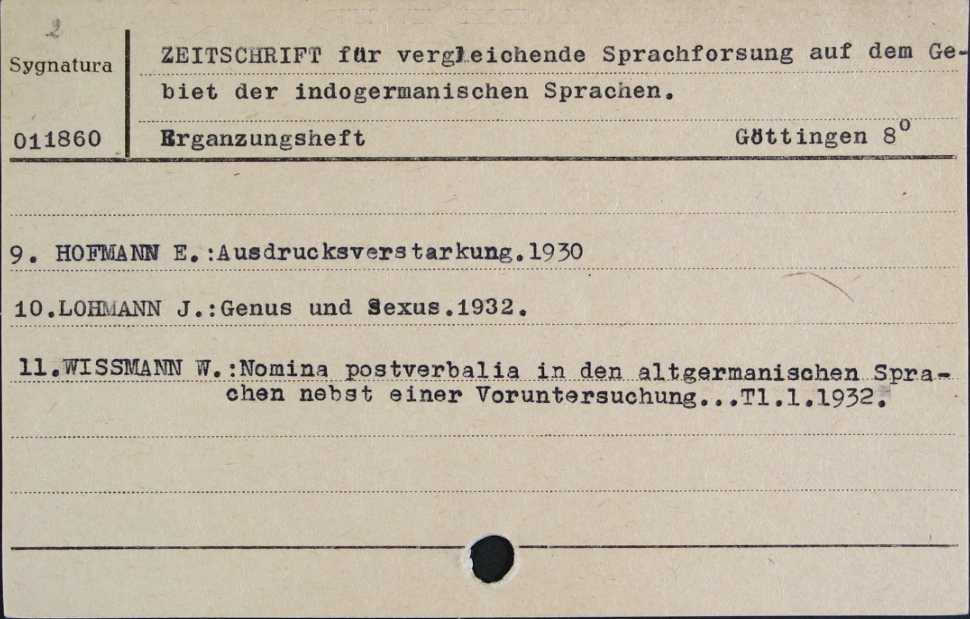 2
Sygnatura
ZEITSCHRIFT für vergleichende Sprachforsung auf dem Ge-
biet der indogermanischen Sprachen.
011860
Erganzungsheft Göttingen 8⁰
9. HOFMANN E.:Ausdrucksverstarkung.1930
10.LOHMANN J.:Genus und Sexus.1932.
11.WISSMANN W.:Nomina postverbalia in den altgermanischen Spra-
chen nebst einer Voruntersuchung...Tl.1.1932.